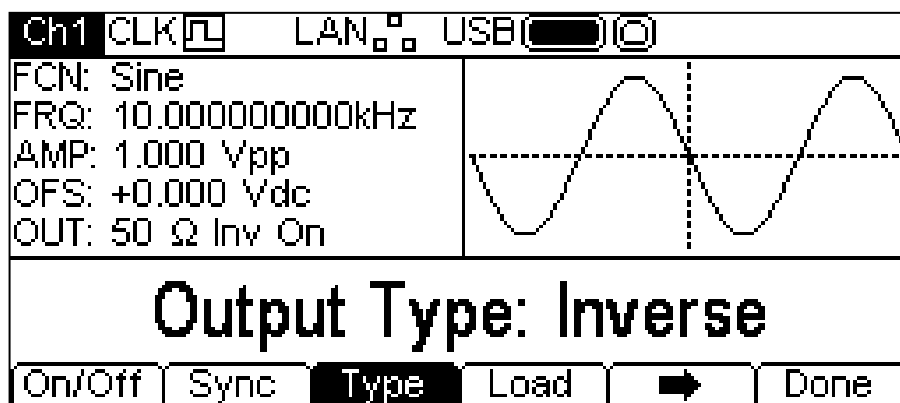 Ch1 CLK LAN USB
FCN: Sine
FRQ: 10.000000000kHz
AMP: 1.000 Vpp
OFS: +0.000 Vdc
OUT: 50 Ω Inv On
Output Type: Inverse
On/Off Sync Type Load Done